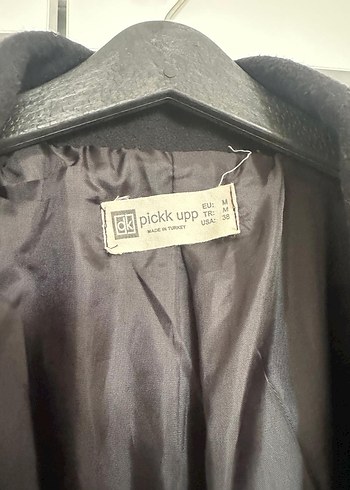 dk pickk upp
MADE IN TURKEY
EU: M
TR: M
USA: 38